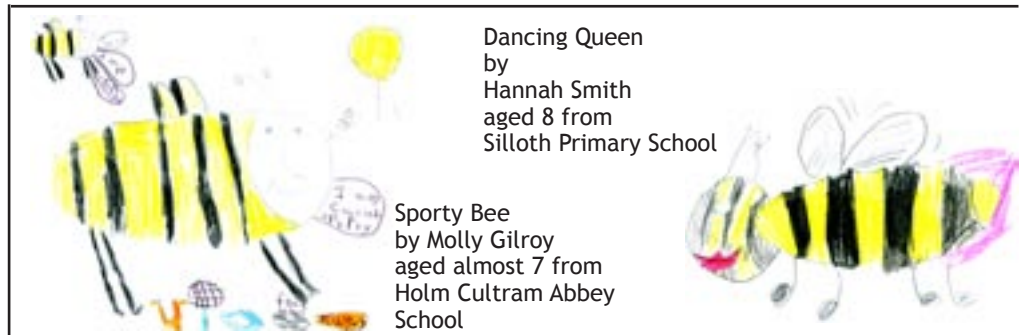 Dancing Queen
by
Hannah Smith
aged 8 from
Silloth Primary School
Sporty Bee
by Molly Gilroy
aged almost 7 from
Holm Cultram Abbey
School